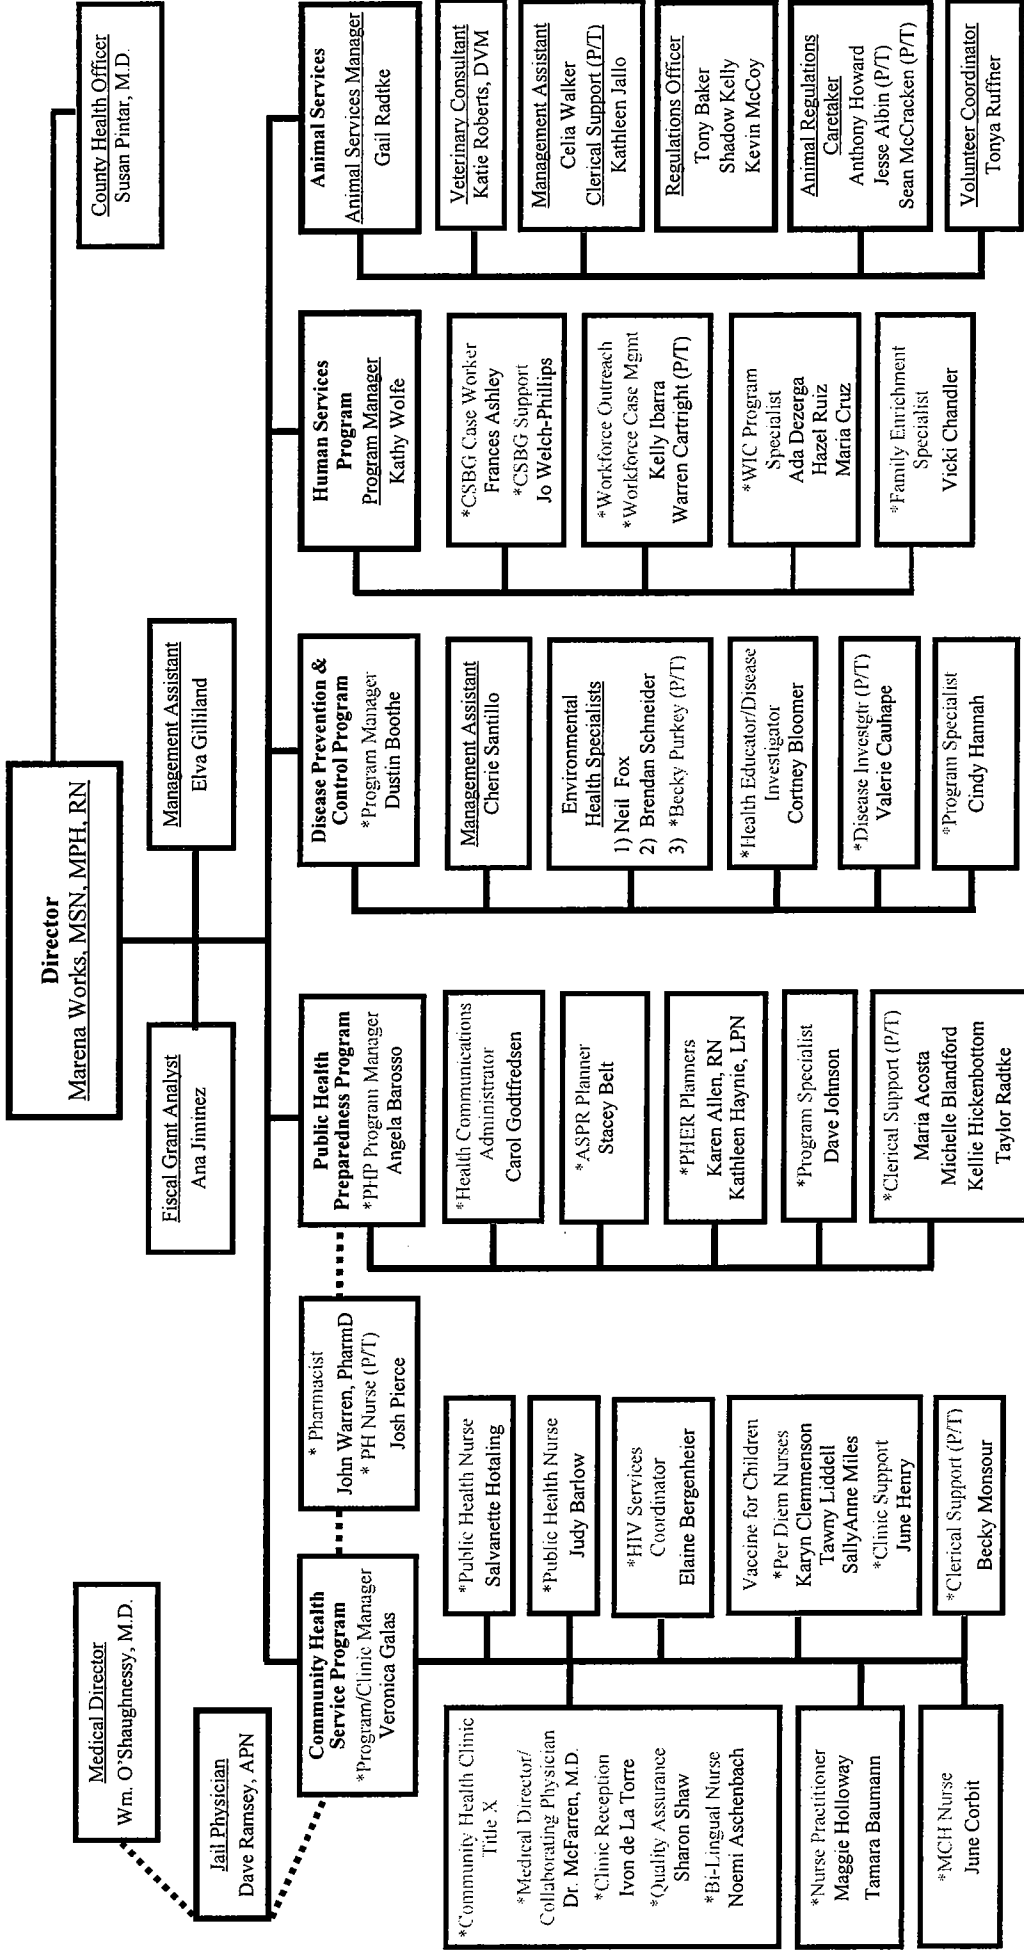 Director
Marena Works, MSN, MPH, RN
County Health Officer
Susan Pintar, M.D.
Medical Director
Wm. O'Shaughnessy, M.D.
Jail Physician
Dave Ramsey, APN
Fiscal Grant Analyst
Ana Jiminez
Management Assistant
Elva Gilliland
Community Health
Service Program
*Program/Clinic Manager
Veronica Galas
* Pharmacist
John Warren, PharmD
* PH Nurse (P/T)
Josh Pierce
*Community Health Clinic
Title X
*Medical Director/
Collaborating Physician
Dr. McFarren, M.D.
*Clinic Reception
Ivon de La Torre
*Quality Assurance
Sharon Shaw
*Bi-Lingual Nurse
Noemi Aschenbach
*Nurse Practitioner
Maggie Holloway
Tamara Baumann
*MCH Nurse
June Corbit
*Public Health Nurse
Salvanette Hotaling
*Public Health Nurse
Judy Barlow
*HIV Services
Coordinator
Elaine Bergenheier
Vaccine for Children
*Per Diem Nurses
Karyn Clemmenson
Tawny Liddell
SallyAnne Miles
*Clinic Support
June Henry
*Clerical Support (P/T)
Becky Monsour
Public Health
Preparedness Program
*PHP Program Manager
Angela Barosso
*Health Communications
Administrator
Carol Godtfredsen
*ASPR Planner
Stacey Belt
*PHER Planners
Karen Allen, RN
Kathleen Haynie, LPN
*Program Specialist
Dave Johnson
*Clerical Support (P/T)
Maria Acosta
Michelle Blandford
Kellie Hickenbottom
Taylor Radtke
Disease Prevention &
Control Program
*Program Manager
Dustin Boothe
Management Assistant
Cherie Santillo
Environmental
Health Specialists
1) Neil Fox
2) Brendan Schneider
3) *Becky Purkey (P/T)
*Health Educator/Disease
Investigator
Cortney Bloomer
*Disease Investgtr (P/T)
Valerie Cauhape
*Program Specialist
Cindy Hannah
Human Services
Program
Program Manager
Kathy Wolfe
*CSBG Case Worker
Frances Ashley
*CSBG Support
Jo Welch-Phillips
*Workforce Outreach
*Workforce Case Mgmt
Kelly Ibarra
Warren Cartright (P/T)
*WIC Program
Specialist
Ada Dezerga
Hazel Ruiz
Maria Cruz
*Family Enrichment
Specialist
Vicki Chandler
Animal Services
Animal Services Manager
Gail Radtke
Veterinary Consultant
Katie Roberts, DVM
Management Assistant
Celia Walker
Clerical Support (P/T)
Kathleen Jallo
Regulations Officer
Tony Baker
Shadow Kelly
Kevin McCoy
Animal Regulations
Caretaker
Anthony Howard
Jesse Albin (P/T)
Sean McCracken (P/T)
Volunteer Coordinator
Tonya Ruffner